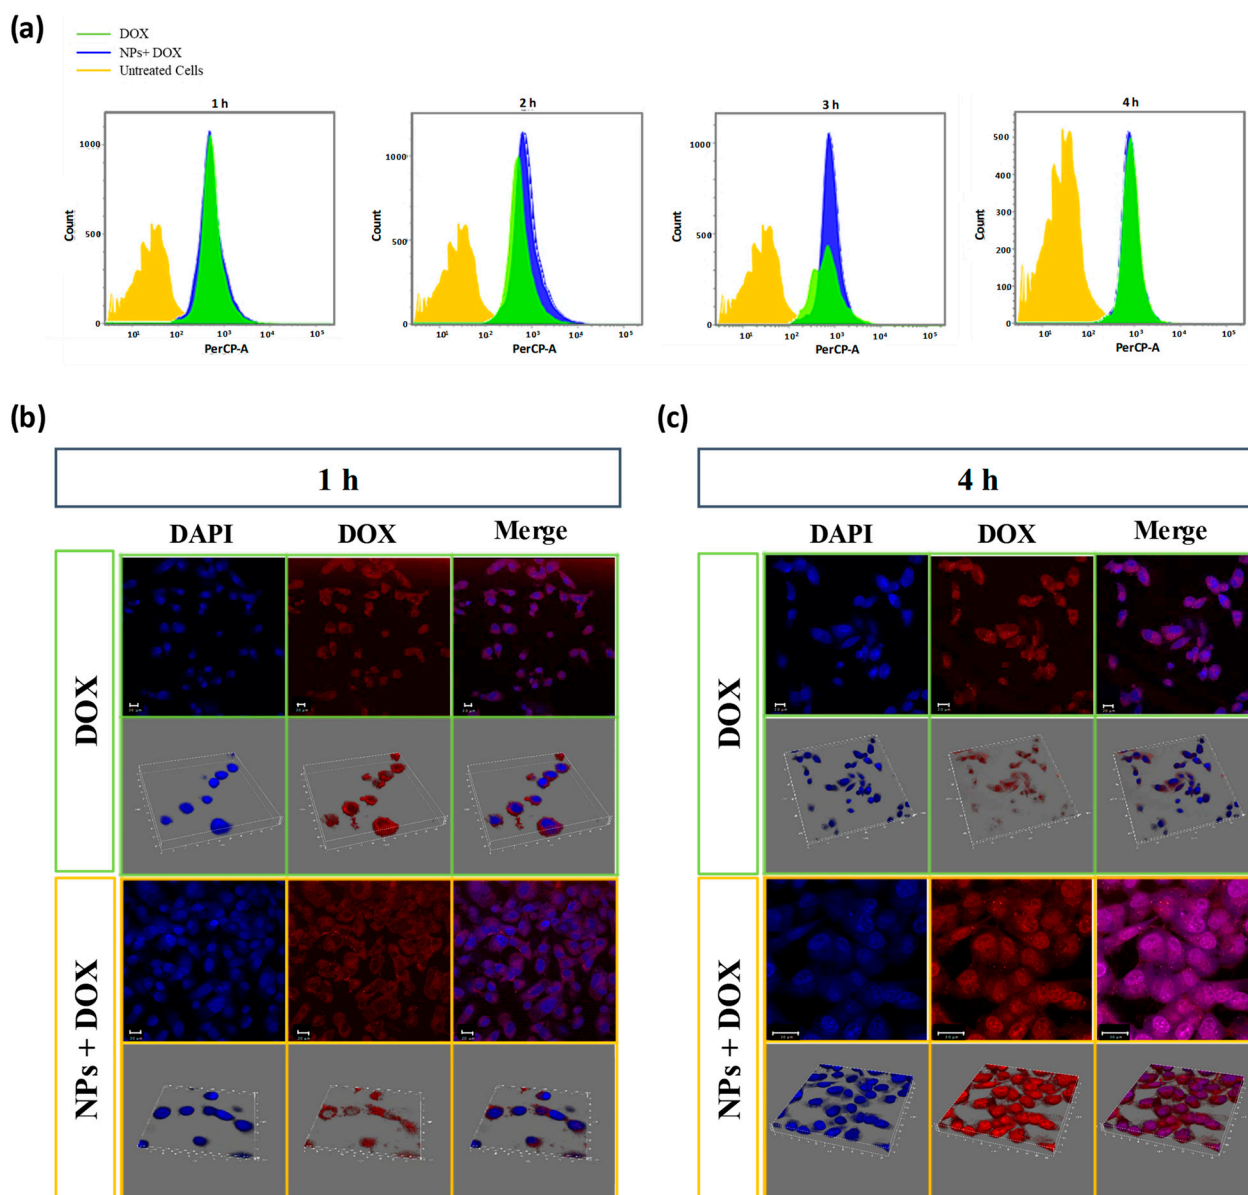 (a)
DOX
NPs+ DOX
Untreated Cells
1 h
2 h
3 h
4 h
Count
1000
500
0
10¹ 10² 10³ 10⁴ 10⁵
PerCP-A
Count
1000
500
0
10¹ 10² 10³ 10⁴ 10⁵
PerCP-A
Count
1000
500
0
10¹ 10² 10³ 10⁴ 10⁵
PerCP-A
Count
500
400
300
200
100
0
10¹ 10² 10³ 10⁴ 10⁵
PerCP-A
(b)
1 h
DAPI DOX Merge
DOX
NPs + DOX
(c)
4 h
DAPI DOX Merge
DOX
NPs + DOX